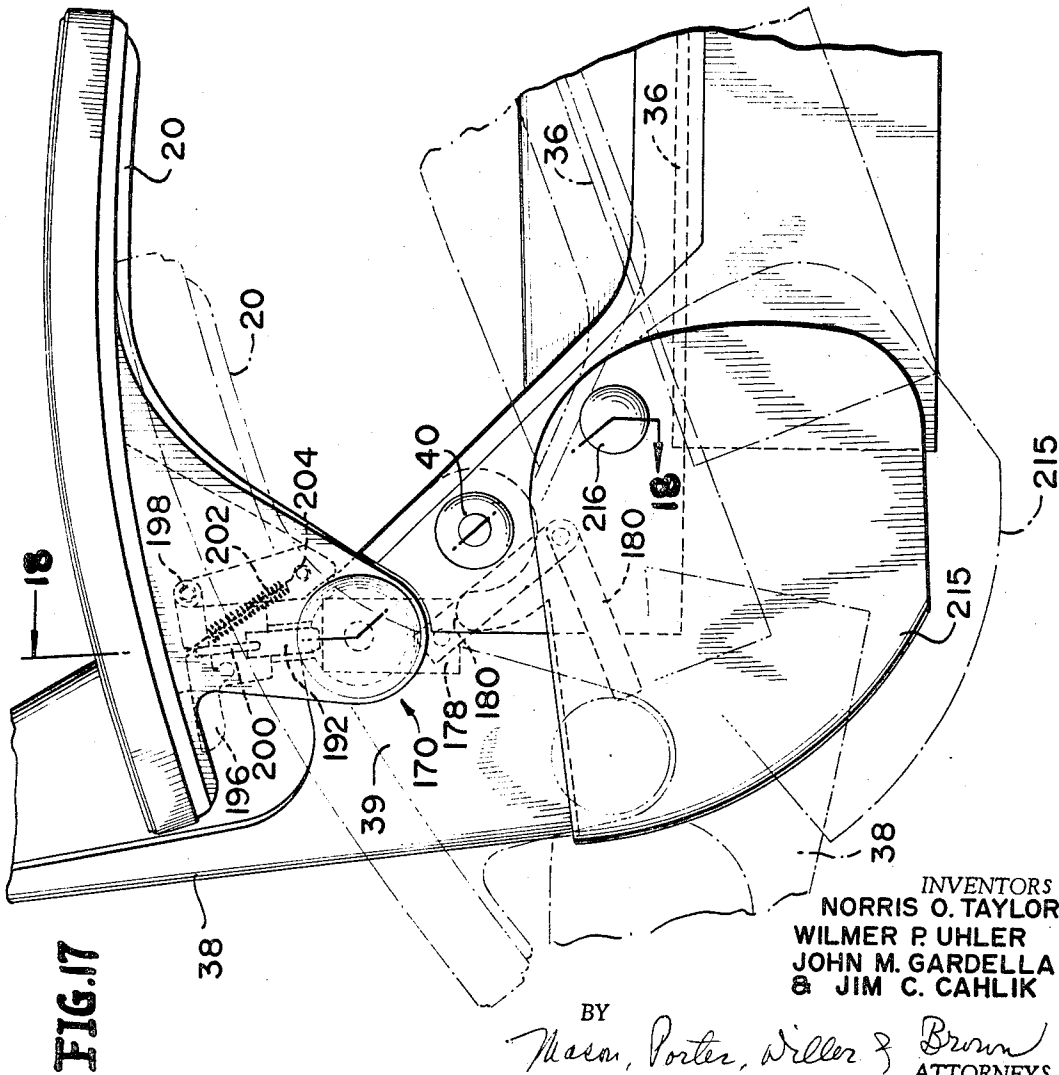 FIG.17
18
20
20
36
36
198
202
204
40
216
18
180
196
200
192
170
178
180
39
38
38
215
215
INVENTORS
NORRIS O. TAYLOR
WILMER P. UHLER
JOHN M. GARDELLA
& JIM C. CAHLIK
BY
Mason, Porter, Diller & Brown
ATTORNEYS